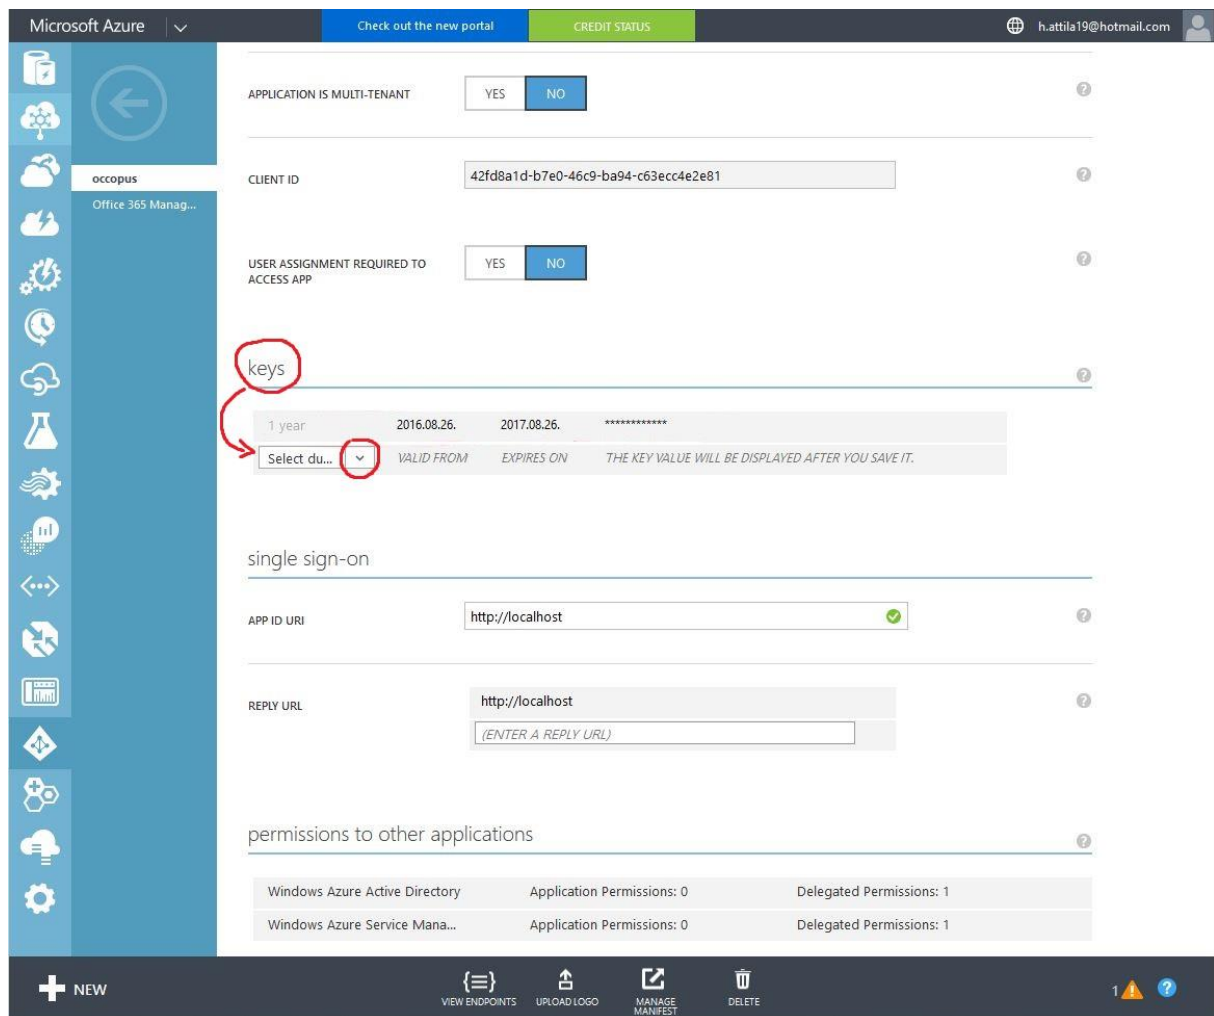 Microsoft Azure
Check out the new portal
CREDIT STATUS
h.attila19@hotmail.com
occopus
Office 365 Manag...
APPLICATION IS MULTI-TENANT
YES
NO
CLIENT ID
42fd8a1d-b7e0-46c9-ba94-c63ecc4e2e81
USER ASSIGNMENT REQUIRED TO
ACCESS APP
YES
NO
keys
1 year 2016.08.26. 2017.08.26. ************
Select du... VALID FROM EXPIRES ON THE KEY VALUE WILL BE DISPLAYED AFTER YOU SAVE IT.
single sign-on
APP ID URI
http://localhost
REPLY URL
http://localhost
(ENTER A REPLY URL)
permissions to other applications
Windows Azure Active Directory Application Permissions: 0 Delegated Permissions: 1
Windows Azure Service Mana... Application Permissions: 0 Delegated Permissions: 1
NEW
VIEW ENDPOINTS
UPLOAD LOGO
MANAGE
MANIFEST
DELETE
1